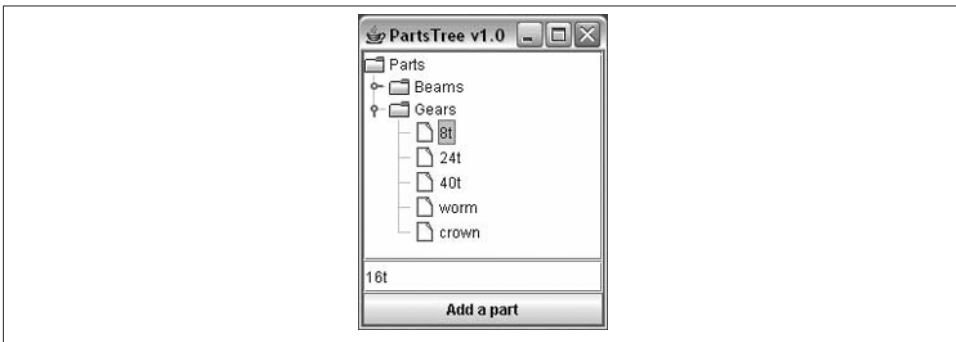 PartsTree v1.0
Parts
Beams
Gears
8t
24t
40t
worm
crown
16t
Add a part